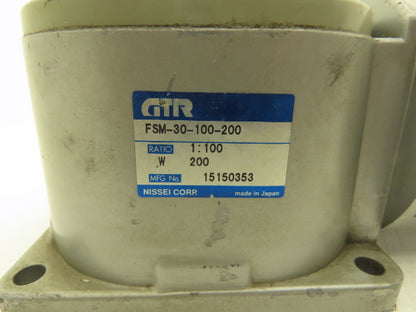 GTR
FSM-30-100-200
RATIO 1:100
W 200
MFG No 15150353
NISSEI CORP. made in Japan